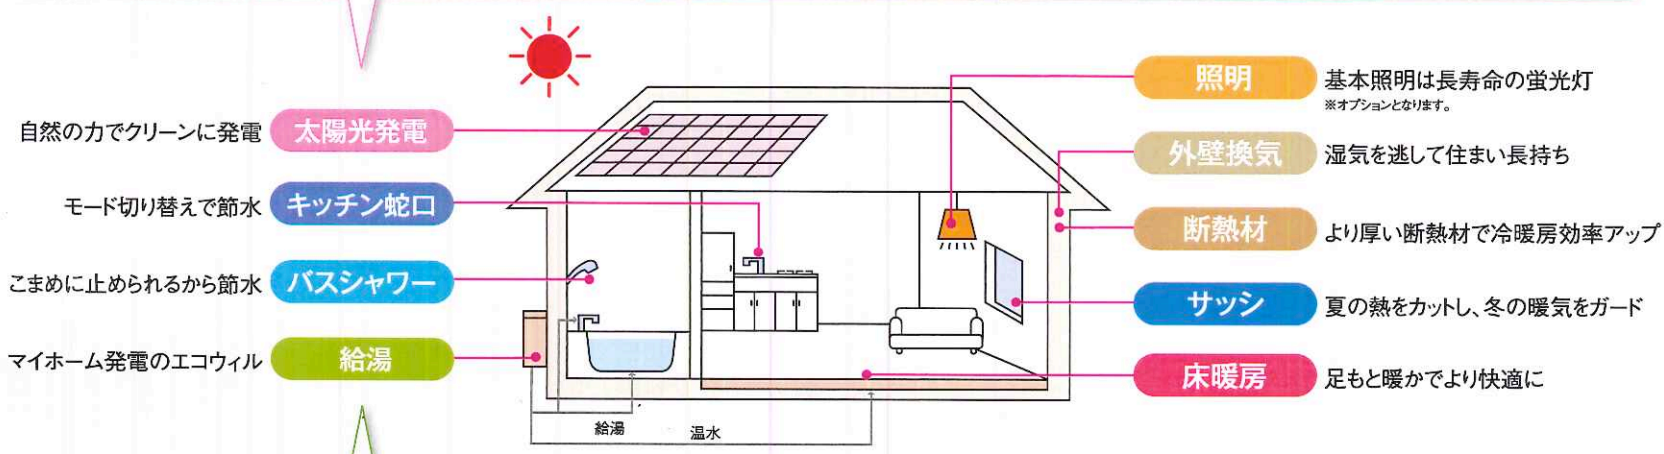 自然の力でクリーンに発電
太陽光発電
モード切り替えで節水
キッチン蛇口
こまめに止められるから節水
バスシャワー
マイホーム発電のエコウィル
給湯
照明
基本照明は長寿命の蛍光灯
※オプションとなります。
外壁換気
湿気を逃して住まい長持ち
断熱材
より厚い断熱材で冷暖房効率アップ
サッシ
夏の熱をカットし、冬の暖気をガード
床暖房
足もと暖かでより快適に
給湯
温水